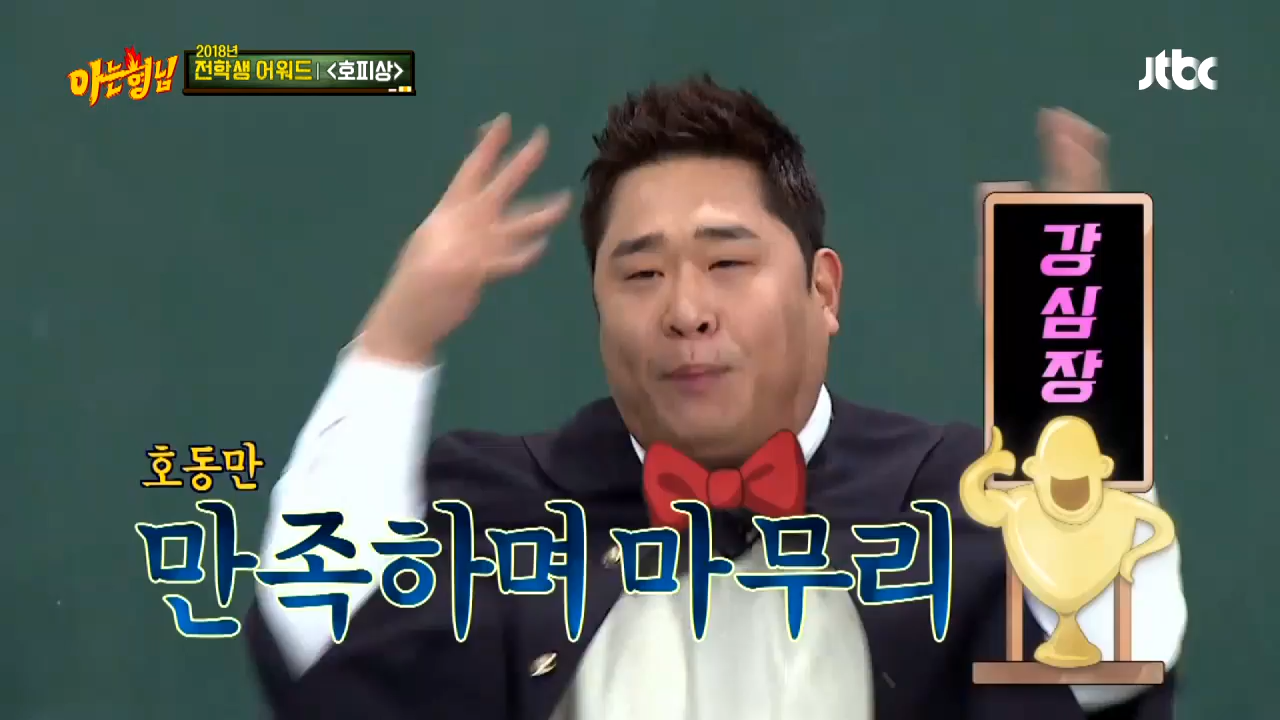 아는형님
2018년
전학생 어워드 | <호피상>
jtbc
강심장
호동만
만족하며 마무리